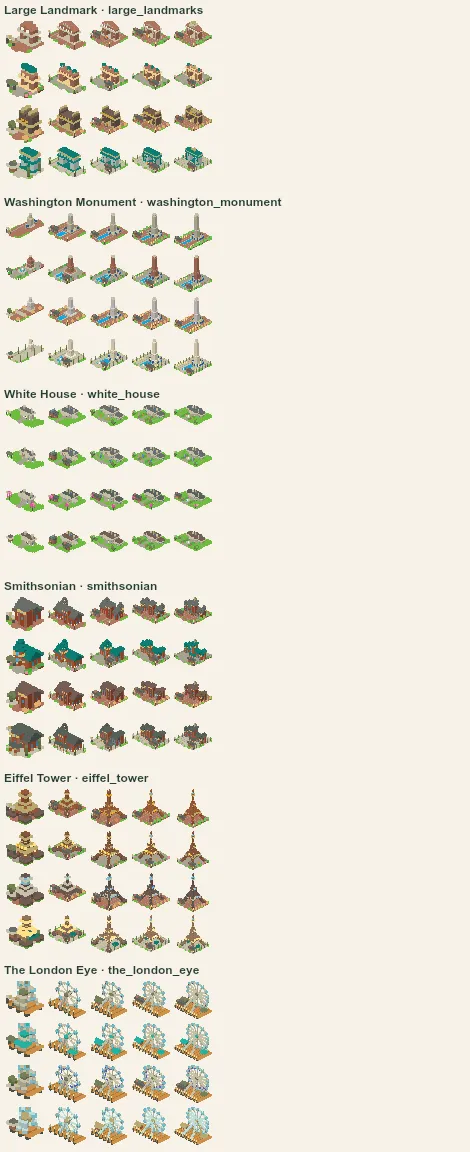 Large Landmark · large_landmarks
Washington Monument · washington_monument
White House · white_house
Smithsonian · smithsonian
Eiffel Tower · eiffel_tower
The London Eye · the_london_eye